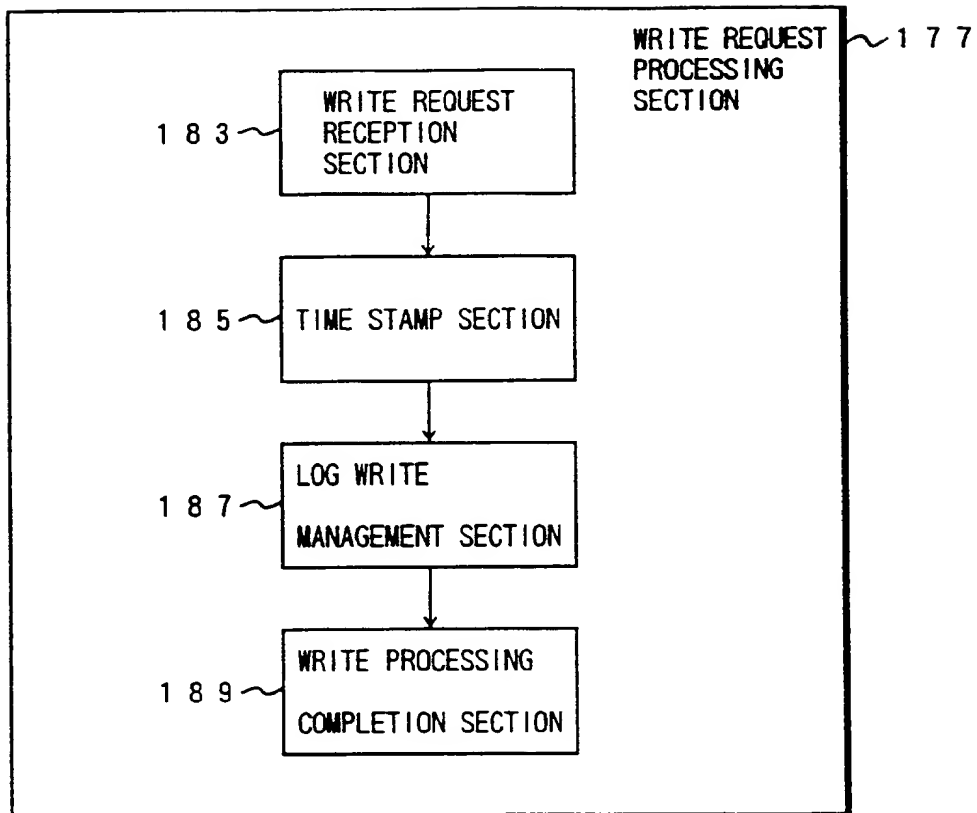 WRITE REQUEST
PROCESSING
SECTION
177
WRITE REQUEST
RECEPTION
SECTION
183
TIME STAMP SECTION
185
LOG WRITE
MANAGEMENT SECTION
187
WRITE PROCESSING
COMPLETION SECTION
189